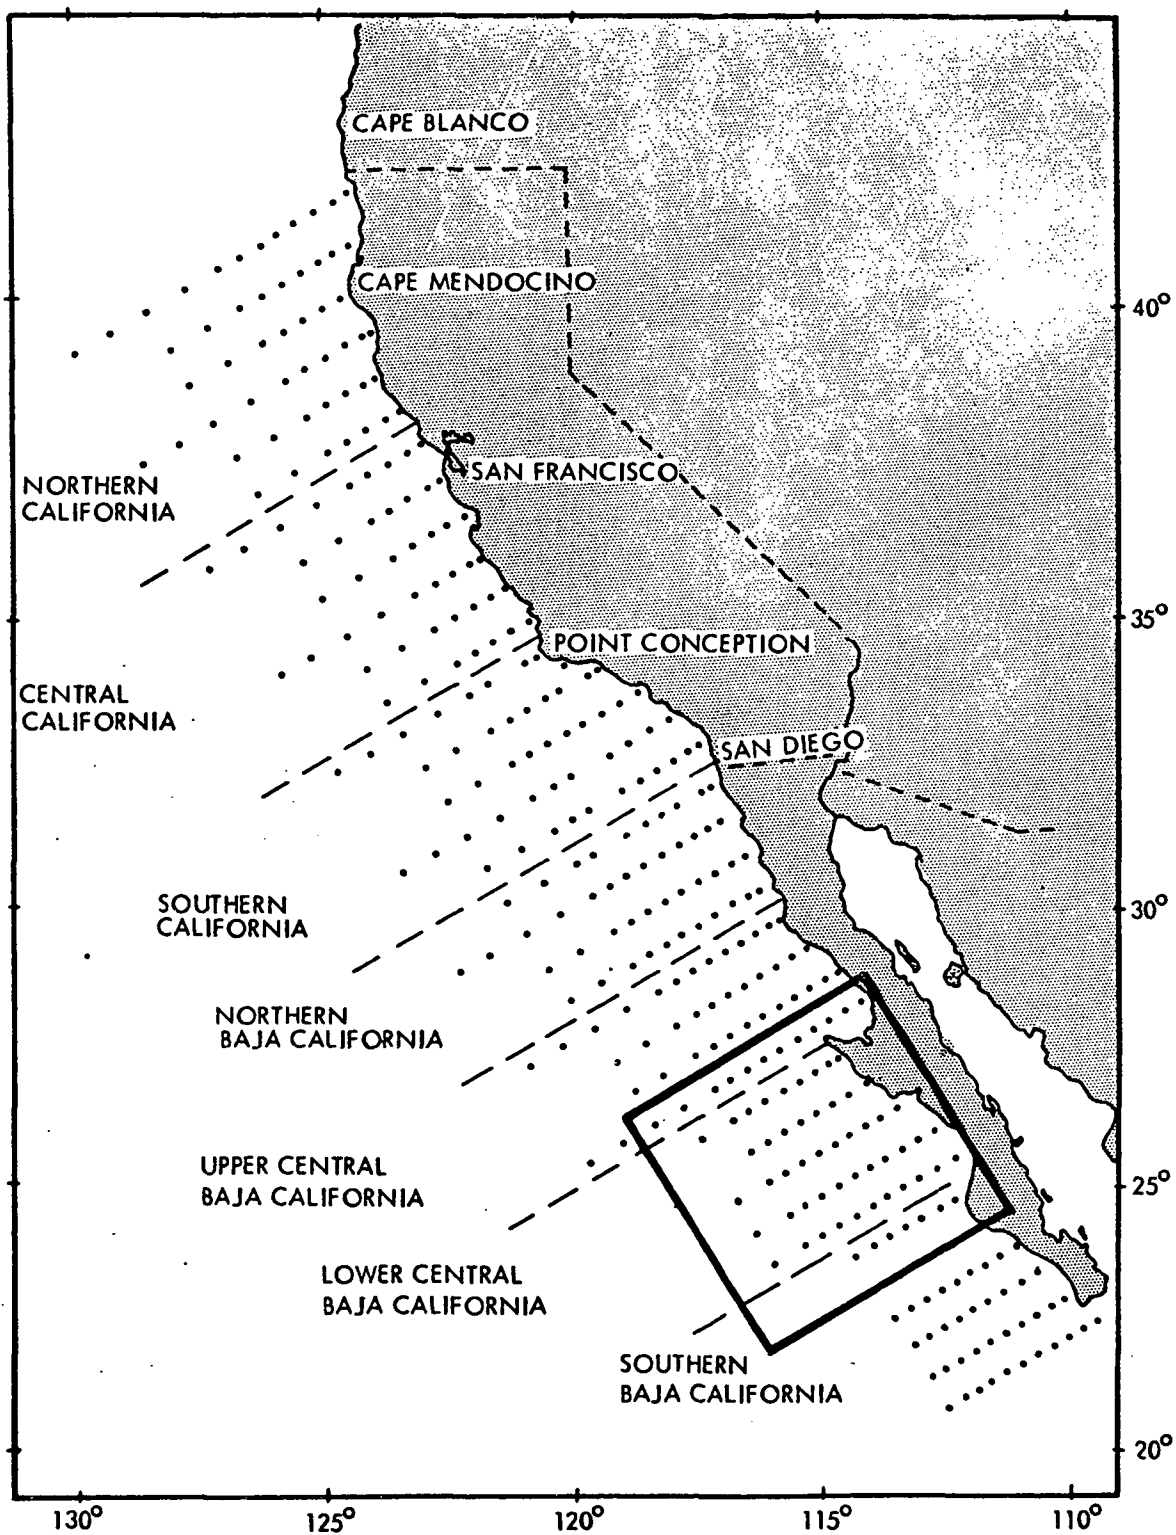 CAPE BLANCO
CAPE MENDOCINO
40°
NORTHERN
CALIFORNIA
SAN FRANCISCO
35°
POINT CONCEPTION
CENTRAL
CALIFORNIA
SAN DIEGO
SOUTHERN
CALIFORNIA
30°
NORTHERN
BAJA CALIFORNIA
UPPER CENTRAL
BAJA CALIFORNIA
25°
LOWER CENTRAL
BAJA CALIFORNIA
SOUTHERN
BAJA CALIFORNIA
20°
130°
125°
120°
115°
110°